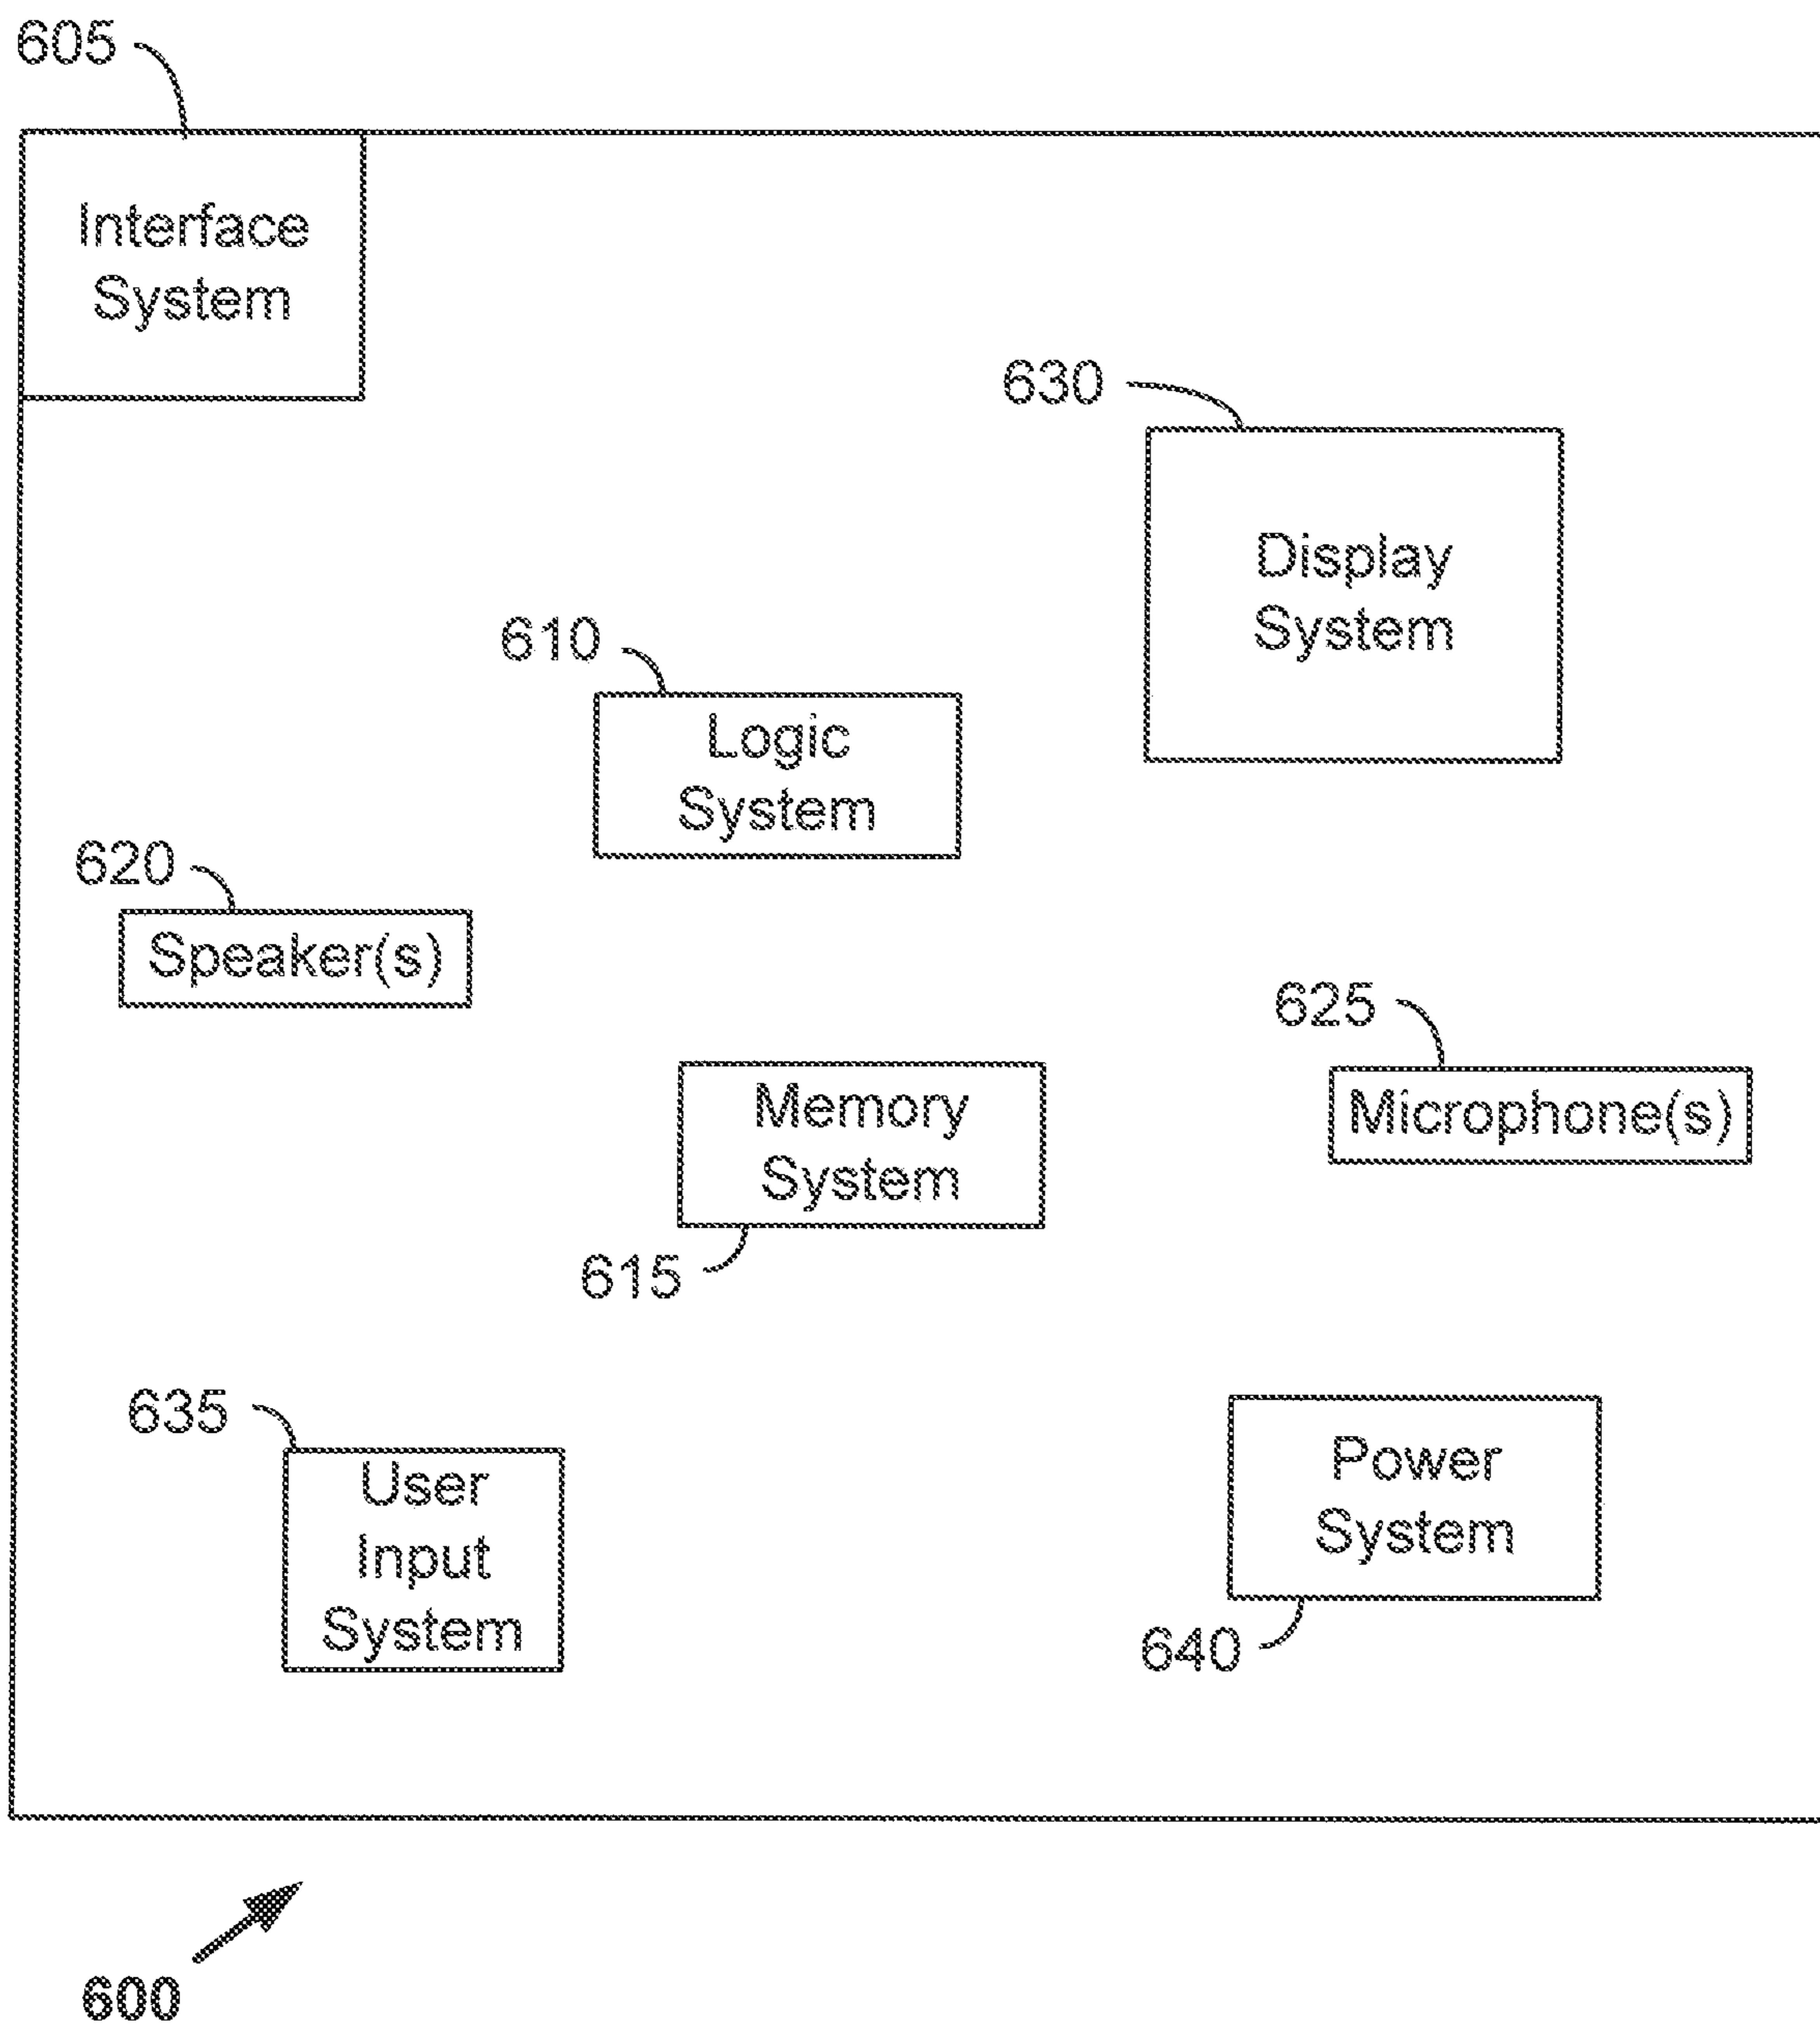 605
Interface
System
630
Display
System
610
Logic
System
620
Speaker(s)
625
Microphone(s)
Memory
System
615
635
User
Input
System
Power
System
640
600